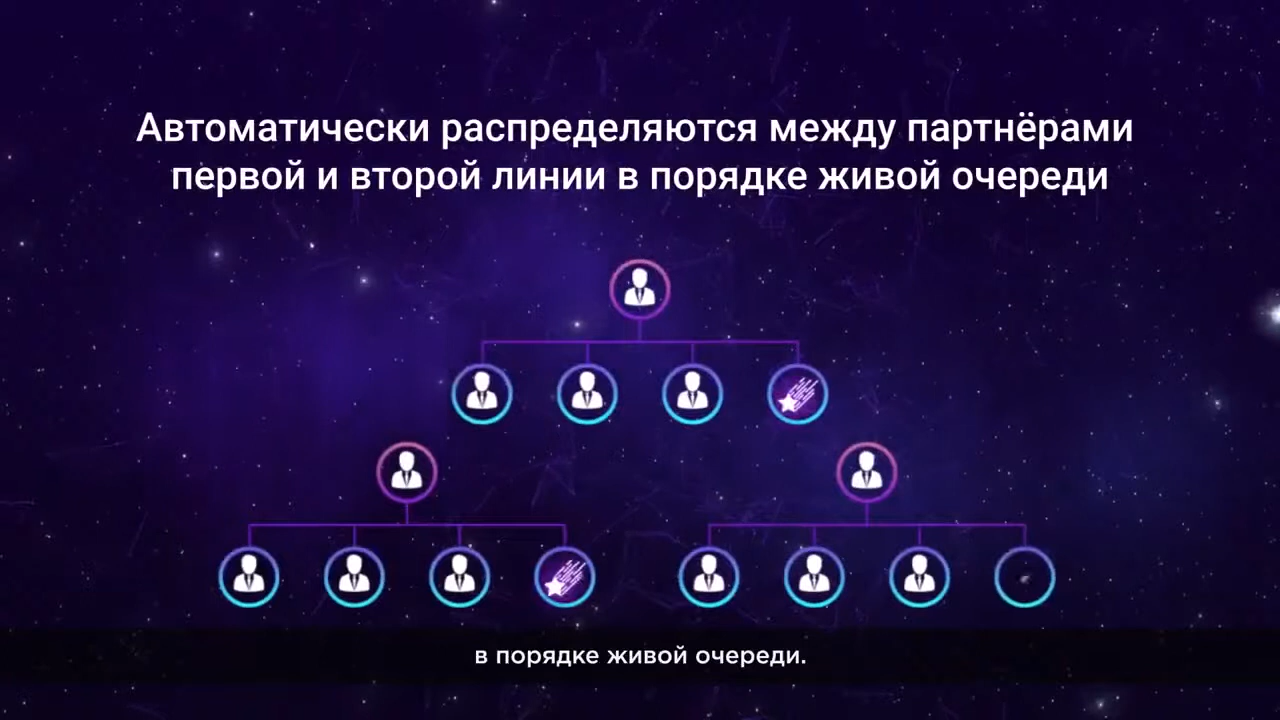 Автоматически распределяются между партнёрами
первой и второй линии в порядке живой очереди
в порядке живой очереди.